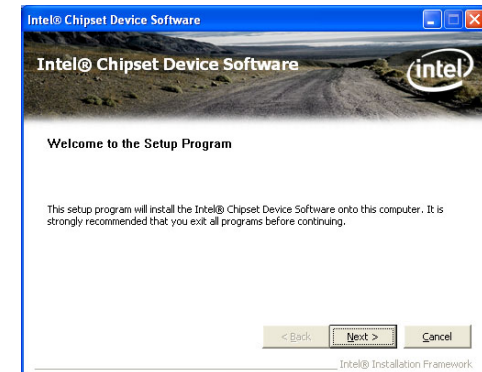 Intel® Chipset Device Software
Intel® Chipset Device Software
intel®
Welcome to the Setup Program
This setup program will install the Intel® Chipset Device Software onto this computer. It is
strongly recommended that you exit all programs before continuing.
< Back
Next >
Cancel
Intel® Installation Framework